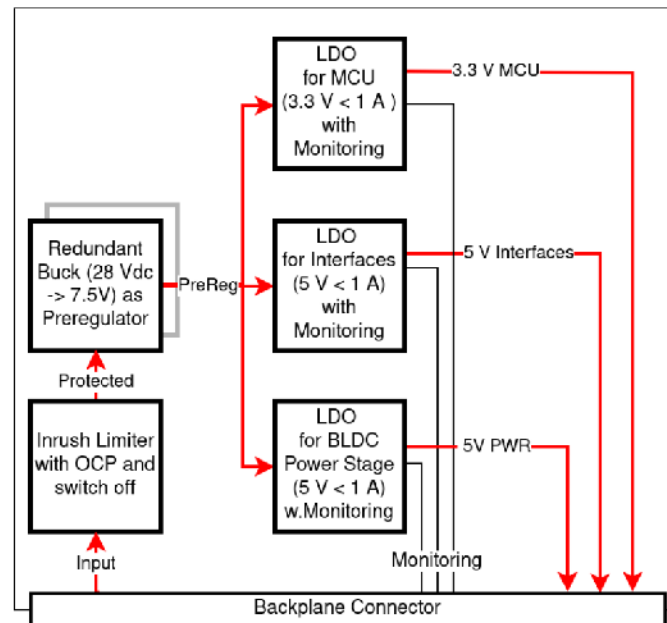 LDO
for MCU
(3.3 V < 1 A )
with
Monitoring
3.3 V MCU
Redundant
Buck (28 Vdc
-> 7.5V) as
Preregulator
PreReg
LDO
for Interfaces
(5 V < 1 A)
with
Monitoring
5 V Interfaces
Protected
Inrush Limiter
with OCP and
switch off
LDO
for BLDC
Power Stage
(5 V < 1 A)
w.Monitoring
5V PWR
Input
Monitoring
Backplane Connector